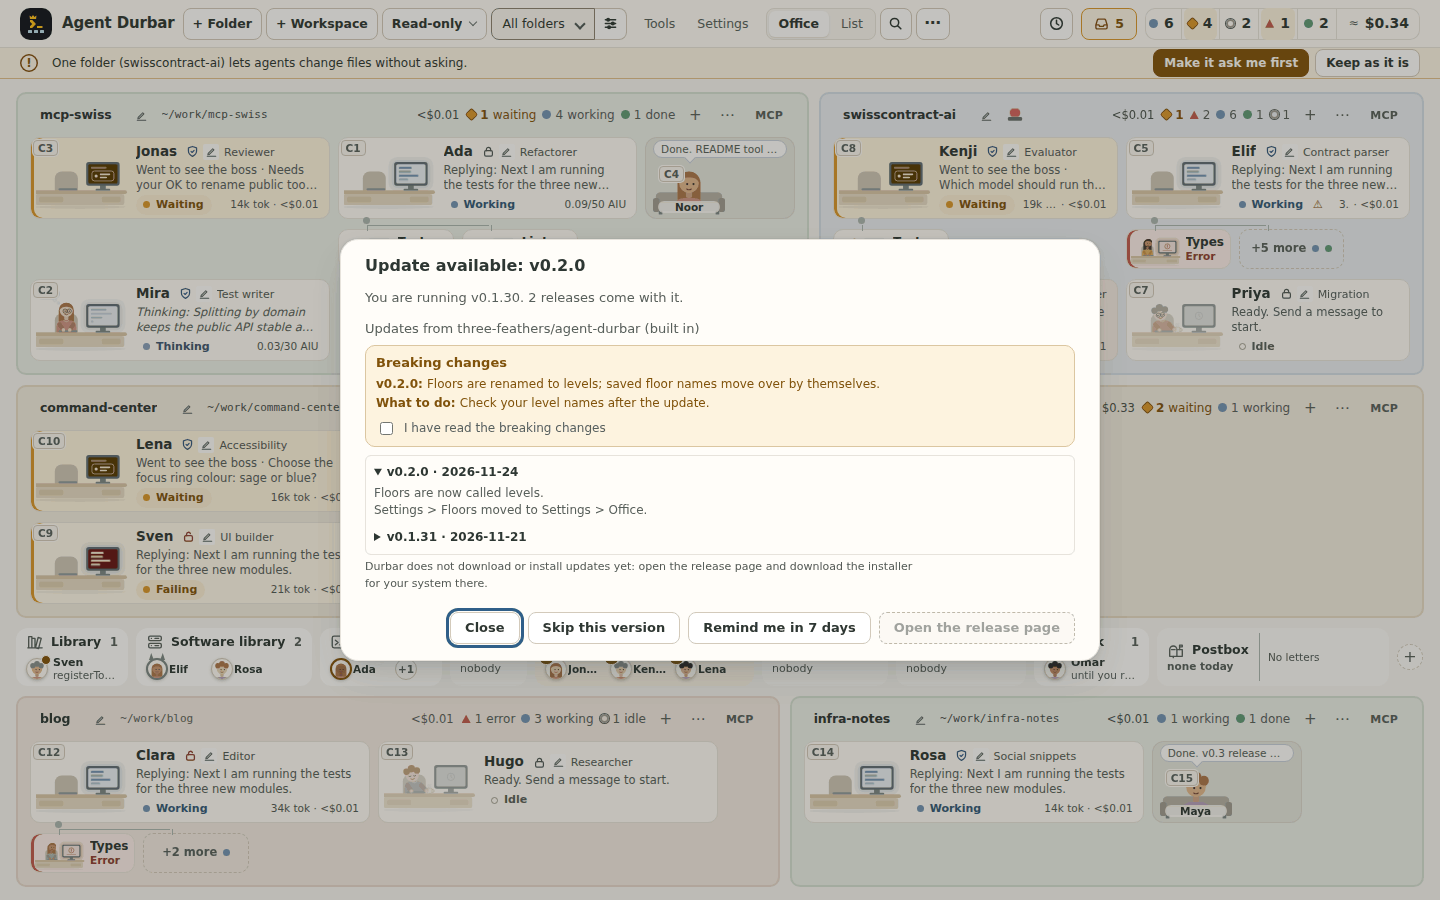 Agent Durbar
+ Folder
+ Workspace
Read-only
All folders
Tools
Settings
Office
List
5
6
4
2
1
2
≈ $0.34
One folder (swisscontract-ai) lets agents change files without asking.
Make it ask me first
Keep as it is
mcp-swiss
~/work/mcp-swiss
<$0.01
1 waiting
4 working
1 done
+
MCP
C3
Jonas
Reviewer
Went to see the boss · Needs
your OK to rename public too…
Waiting
14k tok · <$0.01
C1
Ada
Refactorer
Replying: Next I am running
the tests for the three new…
Working
0.09/50 AIU
Done. README tool …
C4
Noor
C2
Mira
Test writer
Thinking: Splitting by domain
keeps the public API stable a…
Thinking
0.03/30 AIU
swisscontract-ai
<$0.01
1
2
6
1
1
+
MCP
C8
Kenji
Evaluator
Went to see the boss ·
Which model should run th…
Waiting
19k … · <$0.01
C5
Elif
Contract parser
Replying: Next I am running
the tests for the three new…
Working
3. · <$0.01
Types
Error
+5 more
C7
Priya
Migration
Ready. Send a message to
start.
Idle
Update available: v0.2.0
You are running v0.1.30. 2 releases come with it.
Updates from three-feathers/agent-durbar (built in)
Breaking changes
v0.2.0: Floors are renamed to levels; saved floor names move over by themselves.
What to do: Check your level names after the update.
I have read the breaking changes
v0.2.0 · 2026-11-24
Floors are now called levels.
Settings > Floors moved to Settings > Office.
v0.1.31 · 2026-11-21
Durbar does not download or install updates yet: open the release page and download the installer
for your system there.
Close
Skip this version
Remind me in 7 days
Open the release page
command-center
~/work/command-cente
$0.33
2 waiting
1 working
+
MCP
C10
Lena
Accessibility
Went to see the boss · Choose the
focus ring colour: sage or blue?
Waiting
16k tok · <$0
C9
Sven
UI builder
Replying: Next I am running the tes
for the three new modules.
Failing
21k tok · <$0
Library 1
Sven
registerTo…
Software library 2
Elif
Rosa
Ada
+1
nobody
Jon…
Ken…
Lena
nobody
nobody
1
Omar
until you r…
Postbox
none today
No letters
+
blog
~/work/blog
<$0.01
1 error
3 working
1 idle
+
MCP
C12
Clara
Editor
Replying: Next I am running the tests
for the three new modules.
Working
34k tok · <$0.01
C13
Hugo
Researcher
Ready. Send a message to start.
Idle
Types
Error
+2 more
infra-notes
~/work/infra-notes
<$0.01
1 working
1 done
+
MCP
C14
Rosa
Social snippets
Replying: Next I am running the tests
for the three new modules.
Working
14k tok · <$0.01
Done. v0.3 release …
C15
Maya